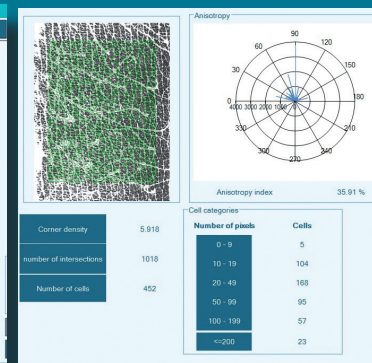 Anisotropy
90
60
120
30
150
0
4000 3000 2000 1000 0
180
330
210
300
240
270
Anisotropy index 35.91 %
Corner density 5.918
number of intersections 1018
Number of cells 452
Cell categories
Number of pixels Cells
0 - 9 5
10 - 19 104
20 - 49 168
50 - 99 95
100 - 199 57
<=200 23